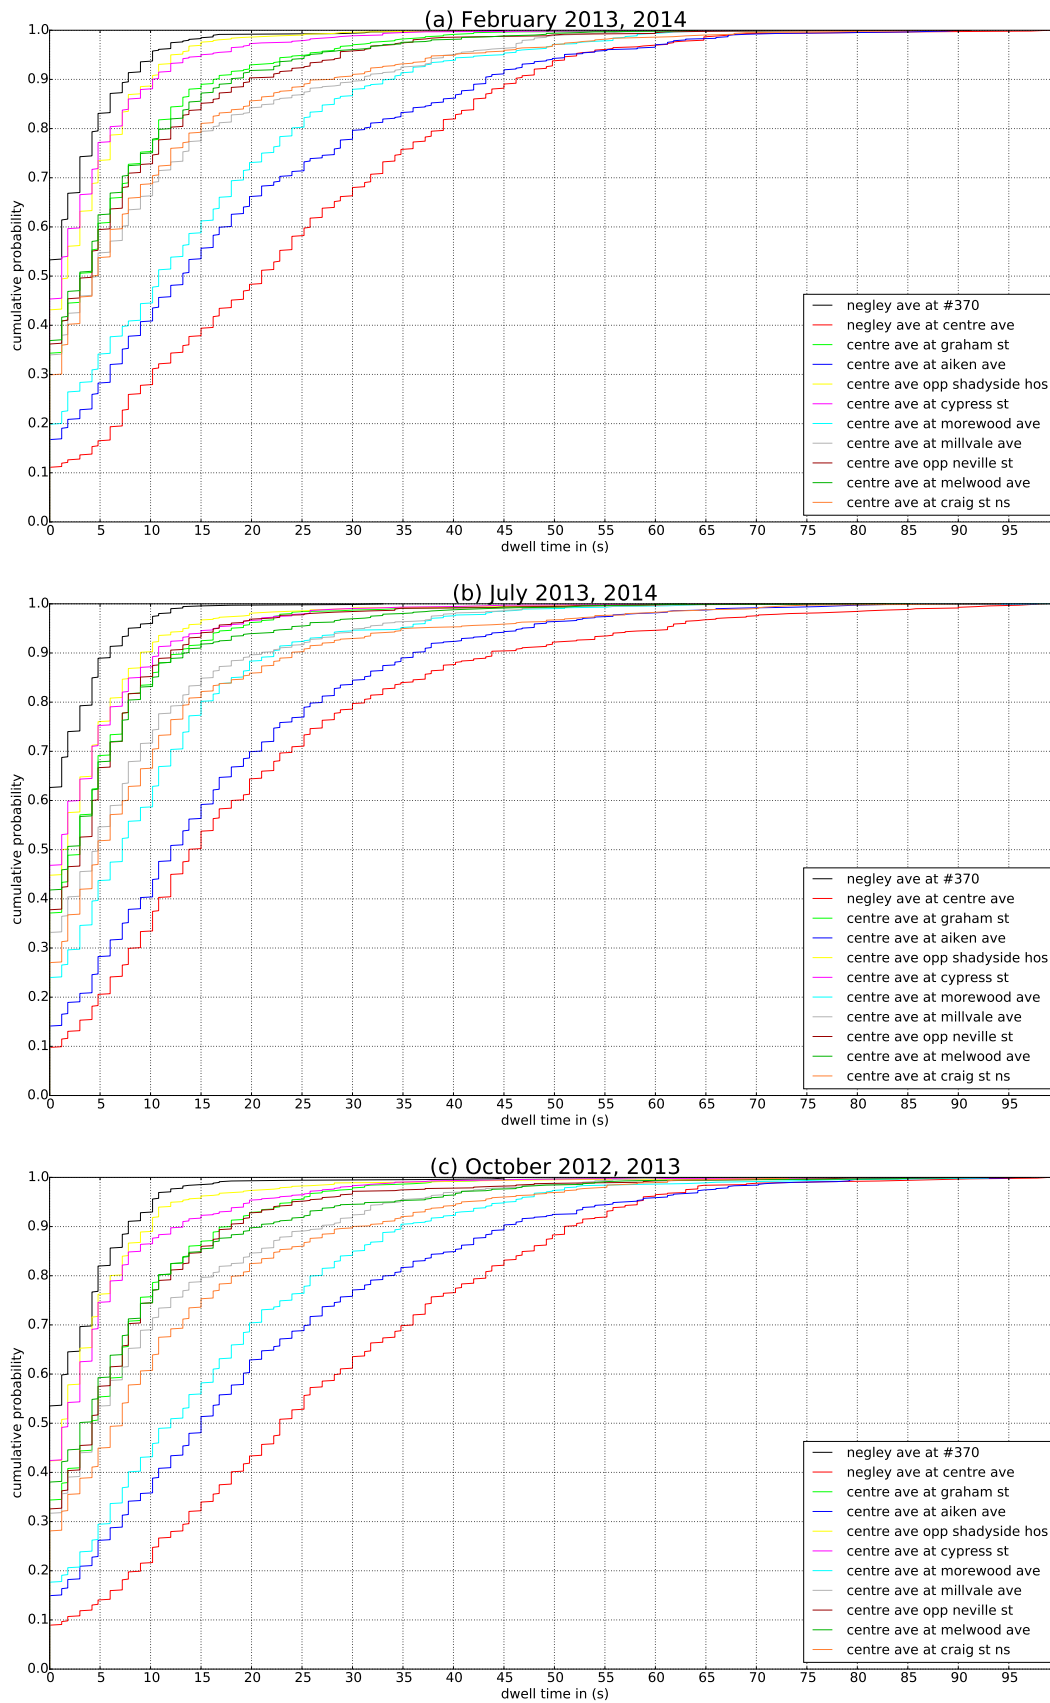 (a) February 2013, 2014
1.0
0.9
0.8
0.7
0.6
0.5
0.4
0.3
0.2
0.1
0.0
cumulative probability
negley ave at #370
negley ave at centre ave
centre ave at graham st
centre ave at aiken ave
centre ave opp shadyside hos
centre ave at cypress st
centre ave at morewood ave
centre ave at millvale ave
centre ave opp neville st
centre ave at melwood ave
centre ave at craig st ns
0 5 10 15 20 25 30 35 40 45 50 55 60 65 70 75 80 85 90 95
dwell time in (s)
(b) July 2013, 2014
1.0
0.9
0.8
0.7
0.6
0.5
0.4
0.3
0.2
0.1
0.0
cumulative probability
negley ave at #370
negley ave at centre ave
centre ave at graham st
centre ave at aiken ave
centre ave opp shadyside hos
centre ave at cypress st
centre ave at morewood ave
centre ave at millvale ave
centre ave opp neville st
centre ave at melwood ave
centre ave at craig st ns
0 5 10 15 20 25 30 35 40 45 50 55 60 65 70 75 80 85 90 95
dwell time in (s)
(c) October 2012, 2013
1.0
0.9
0.8
0.7
0.6
0.5
0.4
0.3
0.2
0.1
0.0
cumulative probability
negley ave at #370
negley ave at centre ave
centre ave at graham st
centre ave at aiken ave
centre ave opp shadyside hos
centre ave at cypress st
centre ave at morewood ave
centre ave at millvale ave
centre ave opp neville st
centre ave at melwood ave
centre ave at craig st ns
0 5 10 15 20 25 30 35 40 45 50 55 60 65 70 75 80 85 90 95
dwell time in (s)